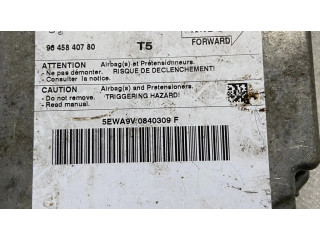 96 458 407 80 T5
FORWARD
ATTENTION Airbag(s) et Prétensionneurs.
- Ne pas démonter. RISQUE DE DECLENCHEMENT!
- Consulter la notice.
CAUTION Airbag(s) and Pretensioners.
- Do not remove. TRIGGERING HAZARD!
- Read manual.
5EWA9V 0840309 F